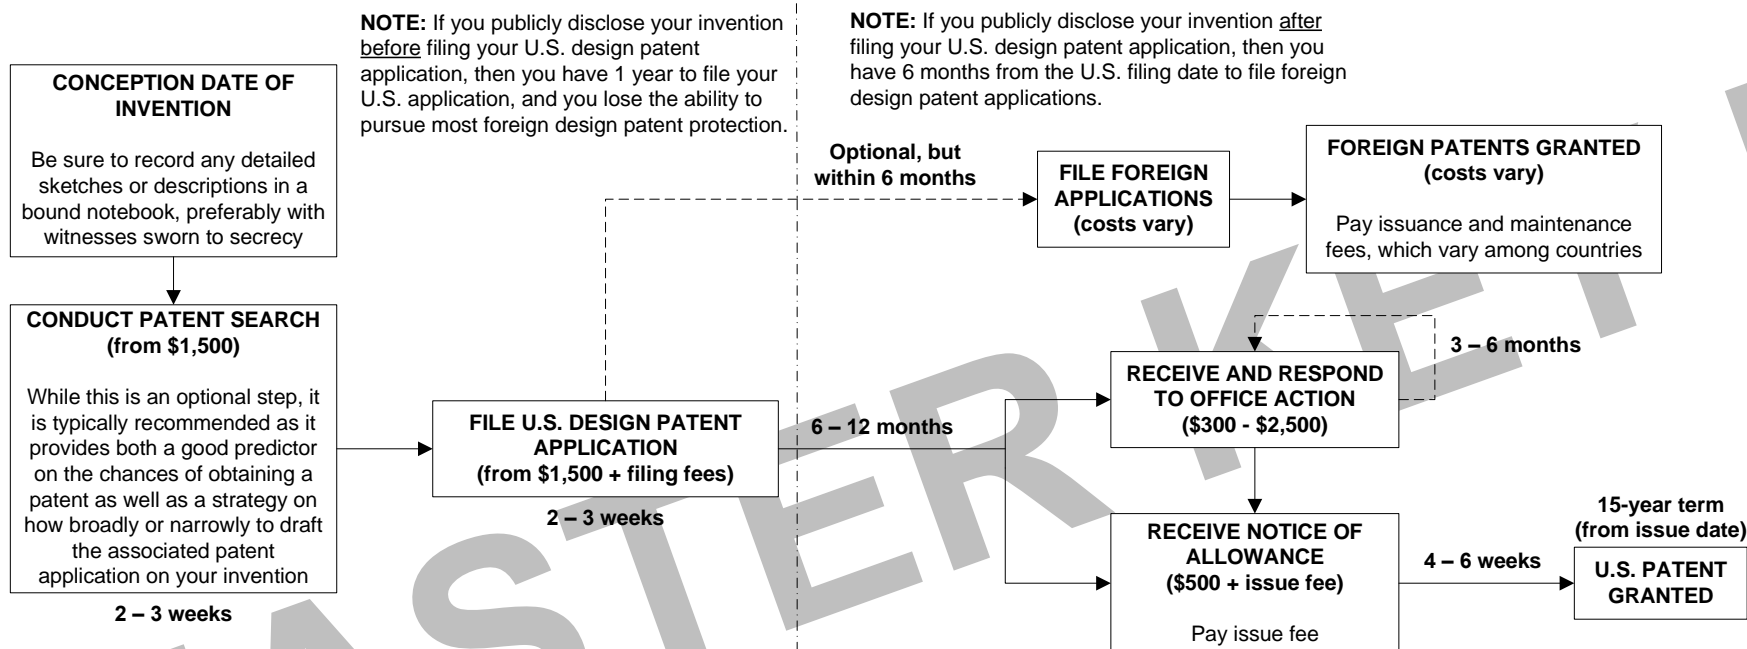 NOTE: If you publicly disclose your invention
before filing your U.S. design patent
application, then you have 1 year to file your
U.S. application, and you lose the ability to
pursue most foreign design patent protection.
NOTE: If you publicly disclose your invention after
filing your U.S. design patent application, then you
have 6 months from the U.S. filing date to file foreign
design patent applications.
CONCEPTION DATE OF
INVENTION
Be sure to record any detailed
sketches or descriptions in a
bound notebook, preferably with
witnesses sworn to secrecy
CONDUCT PATENT SEARCH
(from $1,500)
While this is an optional step, it
is typically recommended as it
provides both a good predictor
on the chances of obtaining a
patent as well as a strategy on
how broadly or narrowly to draft
the associated patent
application on your invention
2 – 3 weeks
FILE U.S. DESIGN PATENT
APPLICATION
(from $1,500 + filing fees)
2 – 3 weeks
Optional, but
within 6 months
FILE FOREIGN
APPLICATIONS
(costs vary)
FOREIGN PATENTS GRANTED
(costs vary)
Pay issuance and maintenance
fees, which vary among countries
6 – 12 months
RECEIVE AND RESPOND
TO OFFICE ACTION
($300 - $2,500)
3 – 6 months
RECEIVE NOTICE OF
ALLOWANCE
($500 + issue fee)
Pay issue fee
4 – 6 weeks
15-year term
(from issue date)
U.S. PATENT
GRANTED